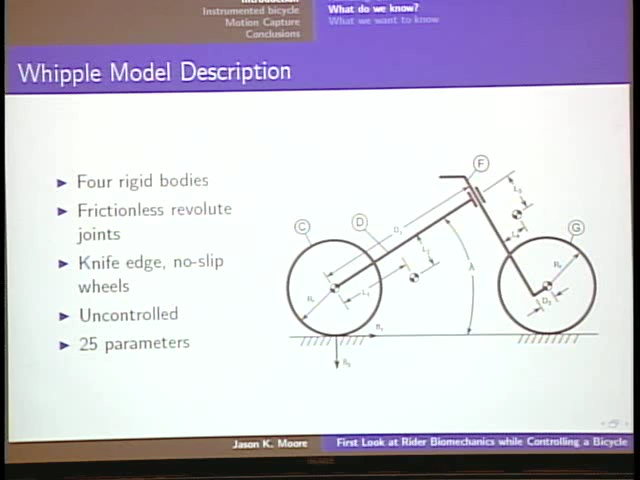 Introduction
Instrumented bicycle
Motion Capture
Conclusions
What do we know?
What we want to know
Whipple Model Description
Four rigid bodies
Frictionless revolute
joints
Knife edge, no-slip
wheels
Uncontrolled
25 parameters
C
D
F
G
Jason K. Moore
First Look at Rider Biomechanics while Controlling a Bicycle